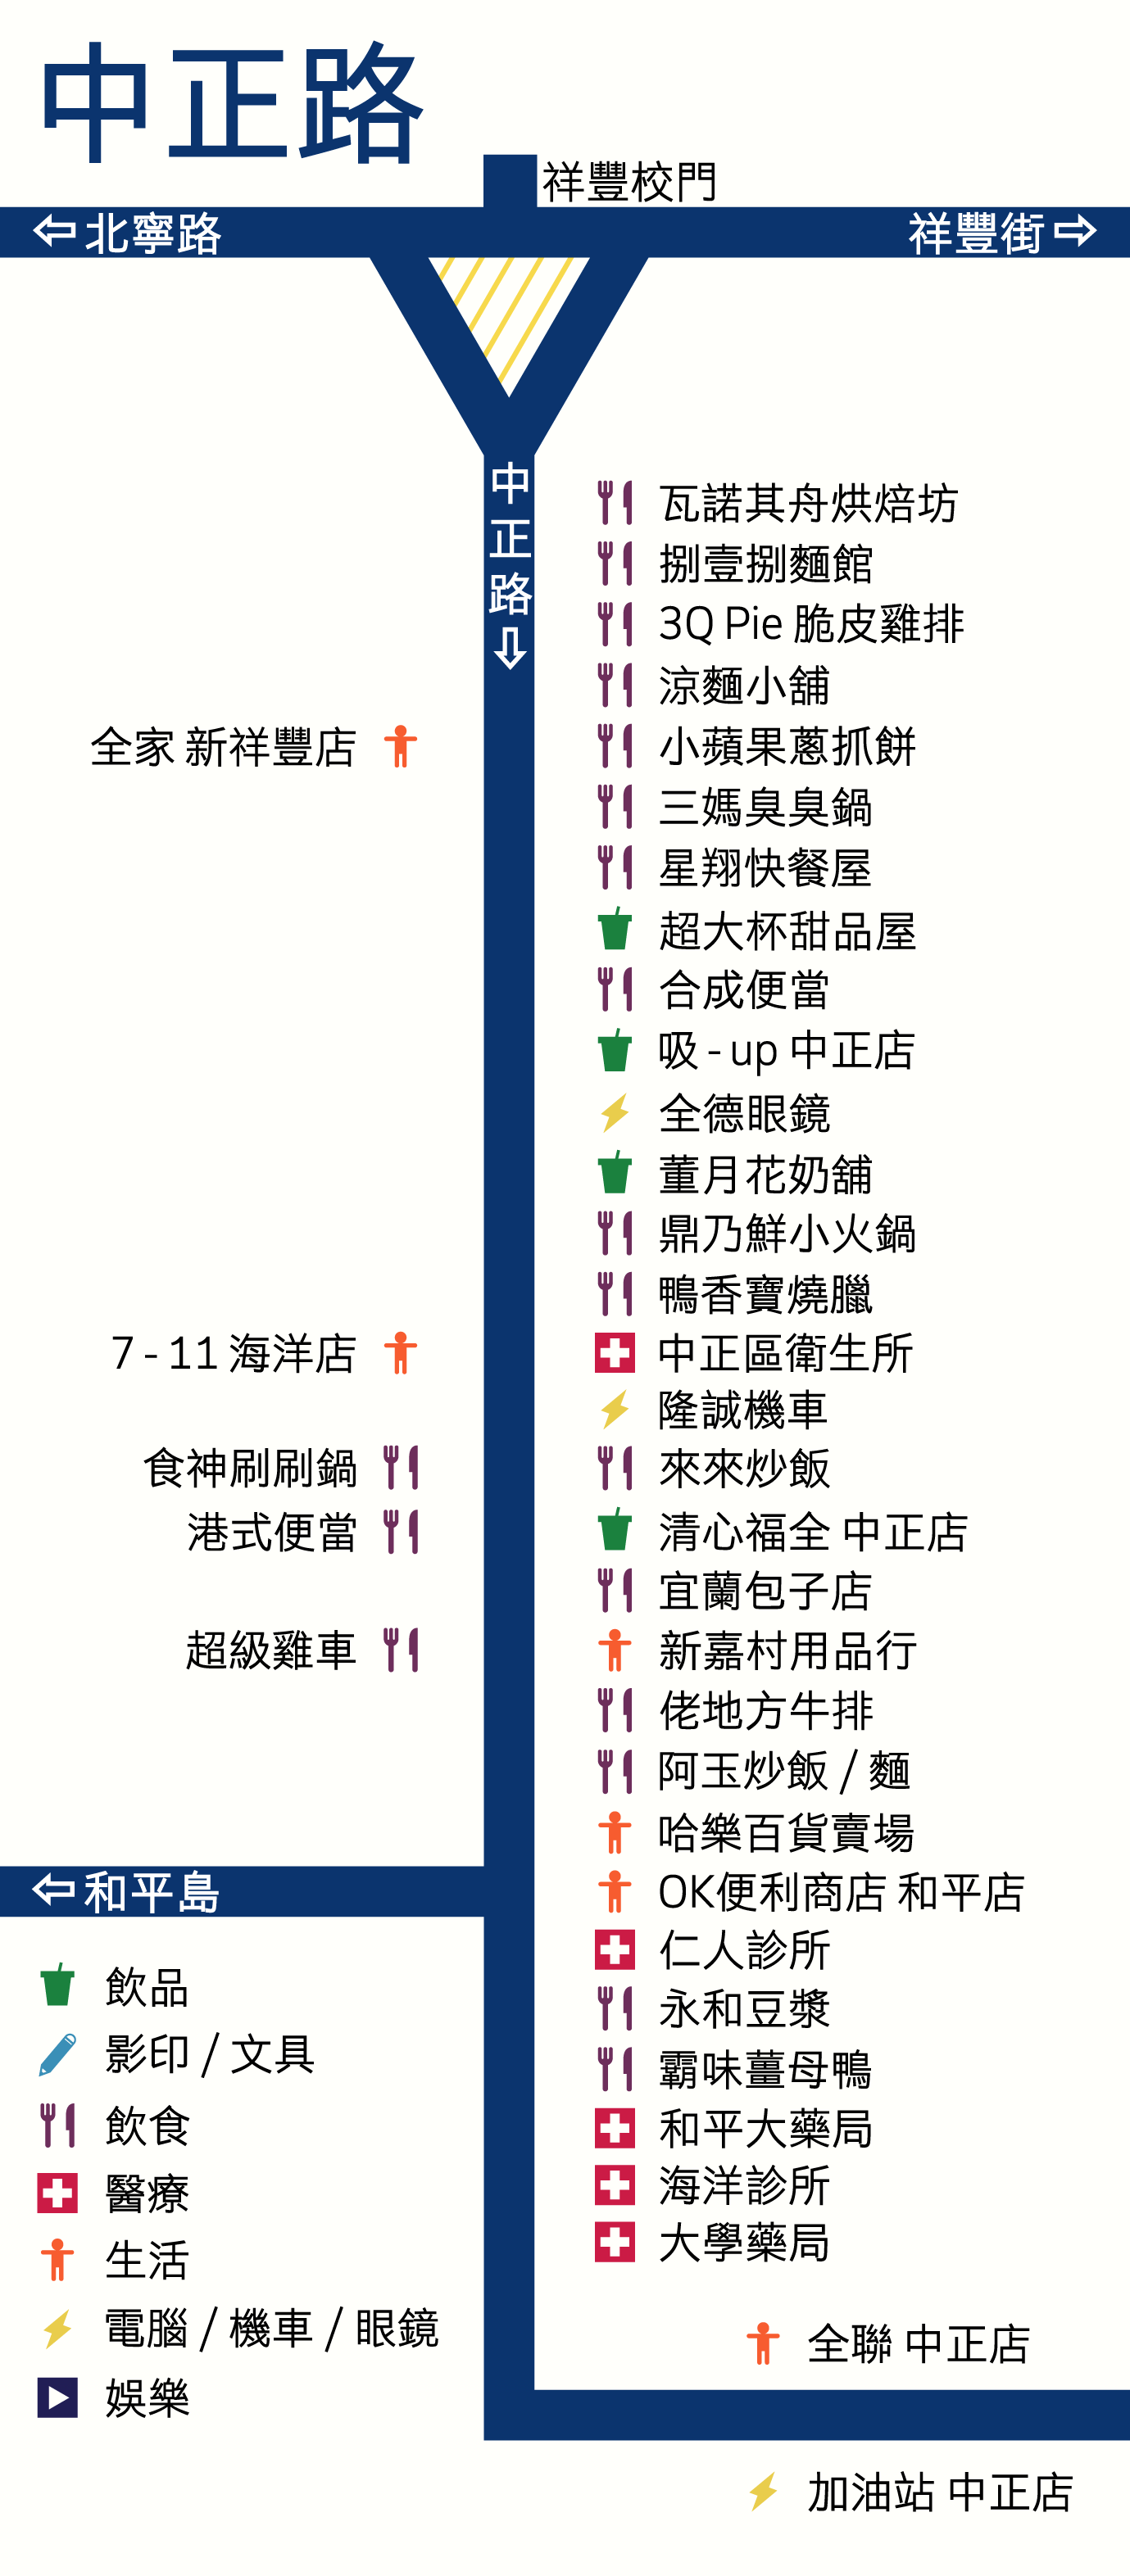 中正路
祥豐校門
北寧路
祥豐街
中正路
瓦諾其舟烘焙坊
捌壹捌麵館
3Q Pie 脆皮雞排
涼麵小舖
全家 新祥豐店
小蘋果蔥抓餅
三媽臭臭鍋
星翔快餐屋
超大杯甜品屋
合成便當
吸 - up 中正店
全德眼鏡
董月花奶舖
鼎乃鮮小火鍋
鴨香寶燒臘
7 - 11 海洋店
中正區衛生所
隆誠機車
食神刷刷鍋
來來炒飯
港式便當
清心福全 中正店
宜蘭包子店
超級雞車
新嘉村用品行
佬地方牛排
阿玉炒飯 / 麵
哈樂百貨賣場
和平島
OK便利商店 和平店
仁人診所
永和豆漿
霸味薑母鴨
和平大藥局
海洋診所
大學藥局
飲品
影印 / 文具
飲食
醫療
生活
電腦 / 機車 / 眼鏡
娛樂
全聯 中正店
加油站 中正店